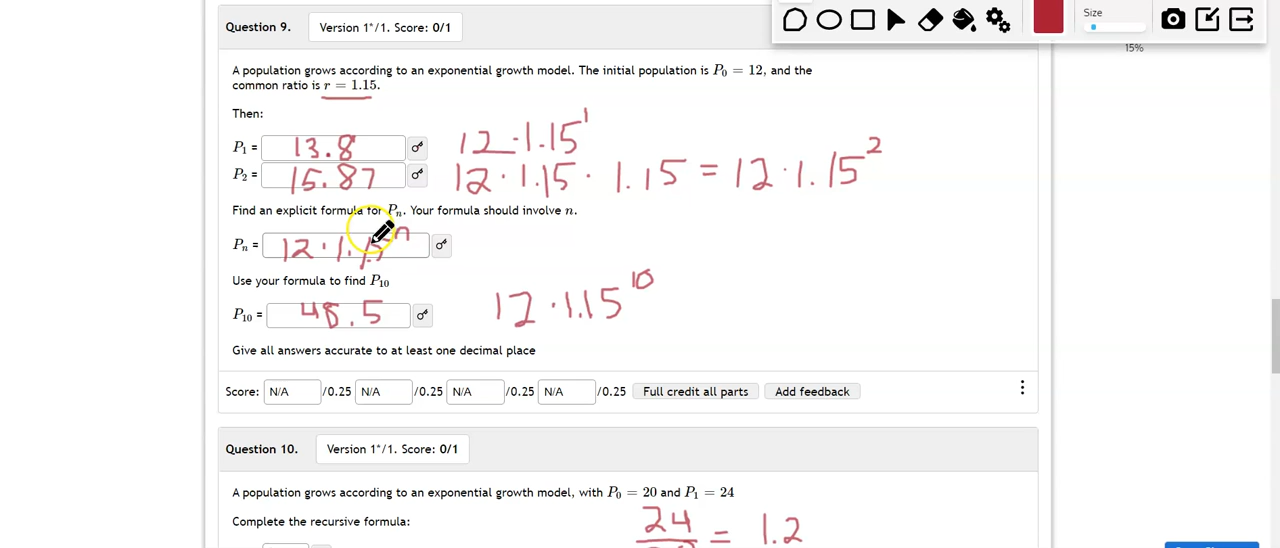 Size
15%
Question 9. Version 1*/1. Score: 0/1
A population grows according to an exponential growth model. The initial population is P₀ = 12, and the
common ratio is r = 1.15.
Then:
P₁ = 13.8 12 · 1.15¹
P₂ = 15.87 12 · 1.15 · 1.15 = 12 · 1.15²
Find an explicit formula for Pₙ. Your formula should involve n.
Pₙ = 12 · 1.15ⁿ
Use your formula to find P₁₀
P₁₀ = 48.5 12 · 1.15¹⁰
Give all answers accurate to at least one decimal place
Score: N/A /0.25 N/A /0.25 N/A /0.25 N/A /0.25 Full credit all parts Add feedback
Question 10. Version 1*/1. Score: 0/1
A population grows according to an exponential growth model, with P₀ = 20 and P₁ = 24
Complete the recursive formula:
24 = 1.2